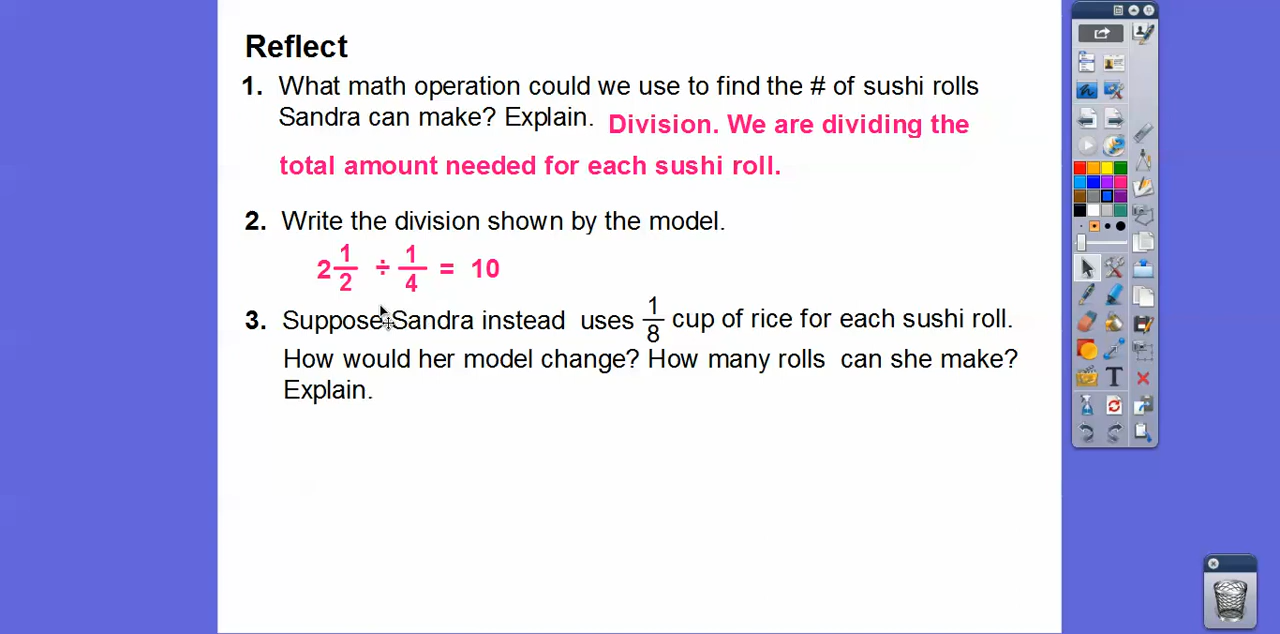 Reflect
1. What math operation could we use to find the # of sushi rolls
Sandra can make? Explain. Division. We are dividing the
total amount needed for each sushi roll.
2. Write the division shown by the model.
2 1/2 ÷ 1/4 = 10
3. Suppose Sandra instead uses 1/8 cup of rice for each sushi roll.
How would her model change? How many rolls can she make?
Explain.
T